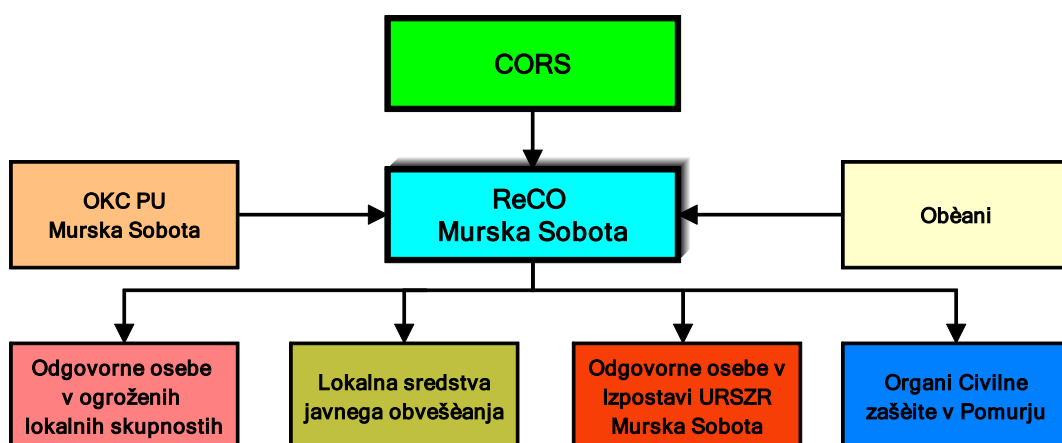 CORS
OKC PU
Murska Sobota
ReCO
Murska Sobota
Obèani
Odgovorne osebe
v ogroženih
lokalnih skupnostih
Lokalna sredstva
javnega obvešèanja
Odgovorne osebe v
Izpostavi URSZR
Murska Sobota
Organi Civilne
zašèite v Pomurju